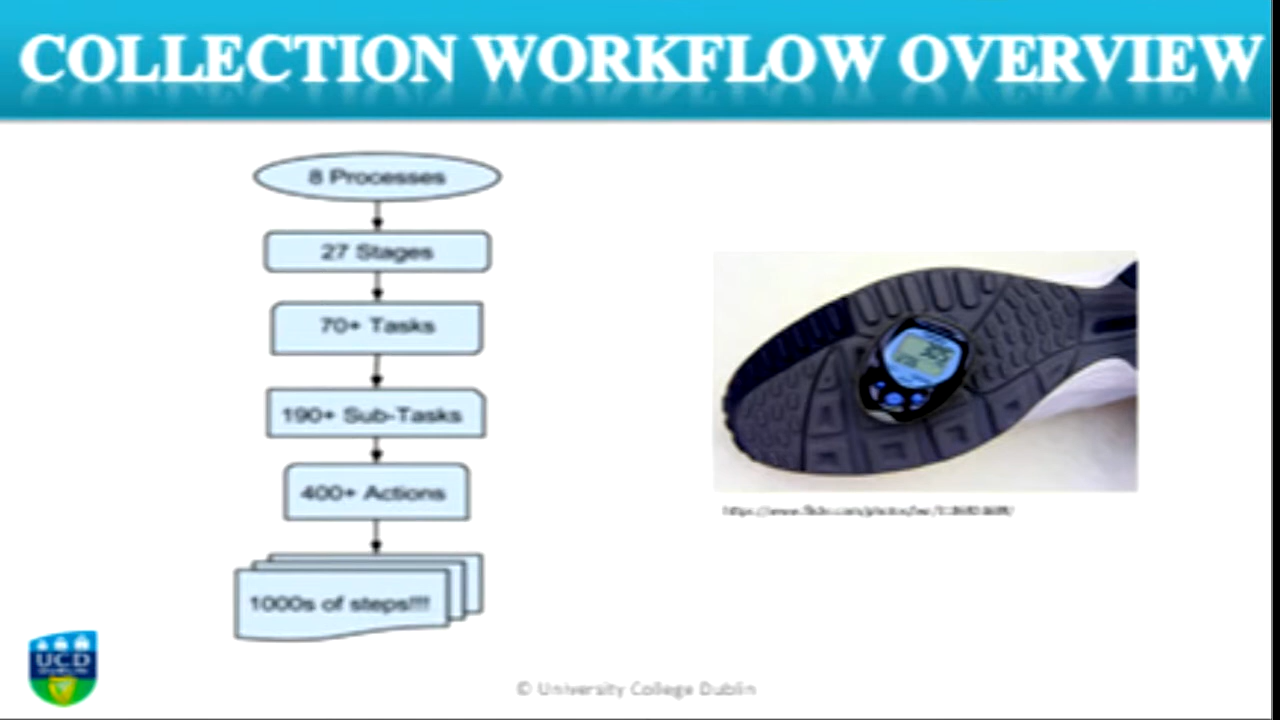 COLLECTION WORKFLOW OVERVIEW
8 Processes
27 Stages
70+ Tasks
190+ Sub-Tasks
400+ Actions
1000s of steps!!!
UCD
DUBLIN
© University College Dublin